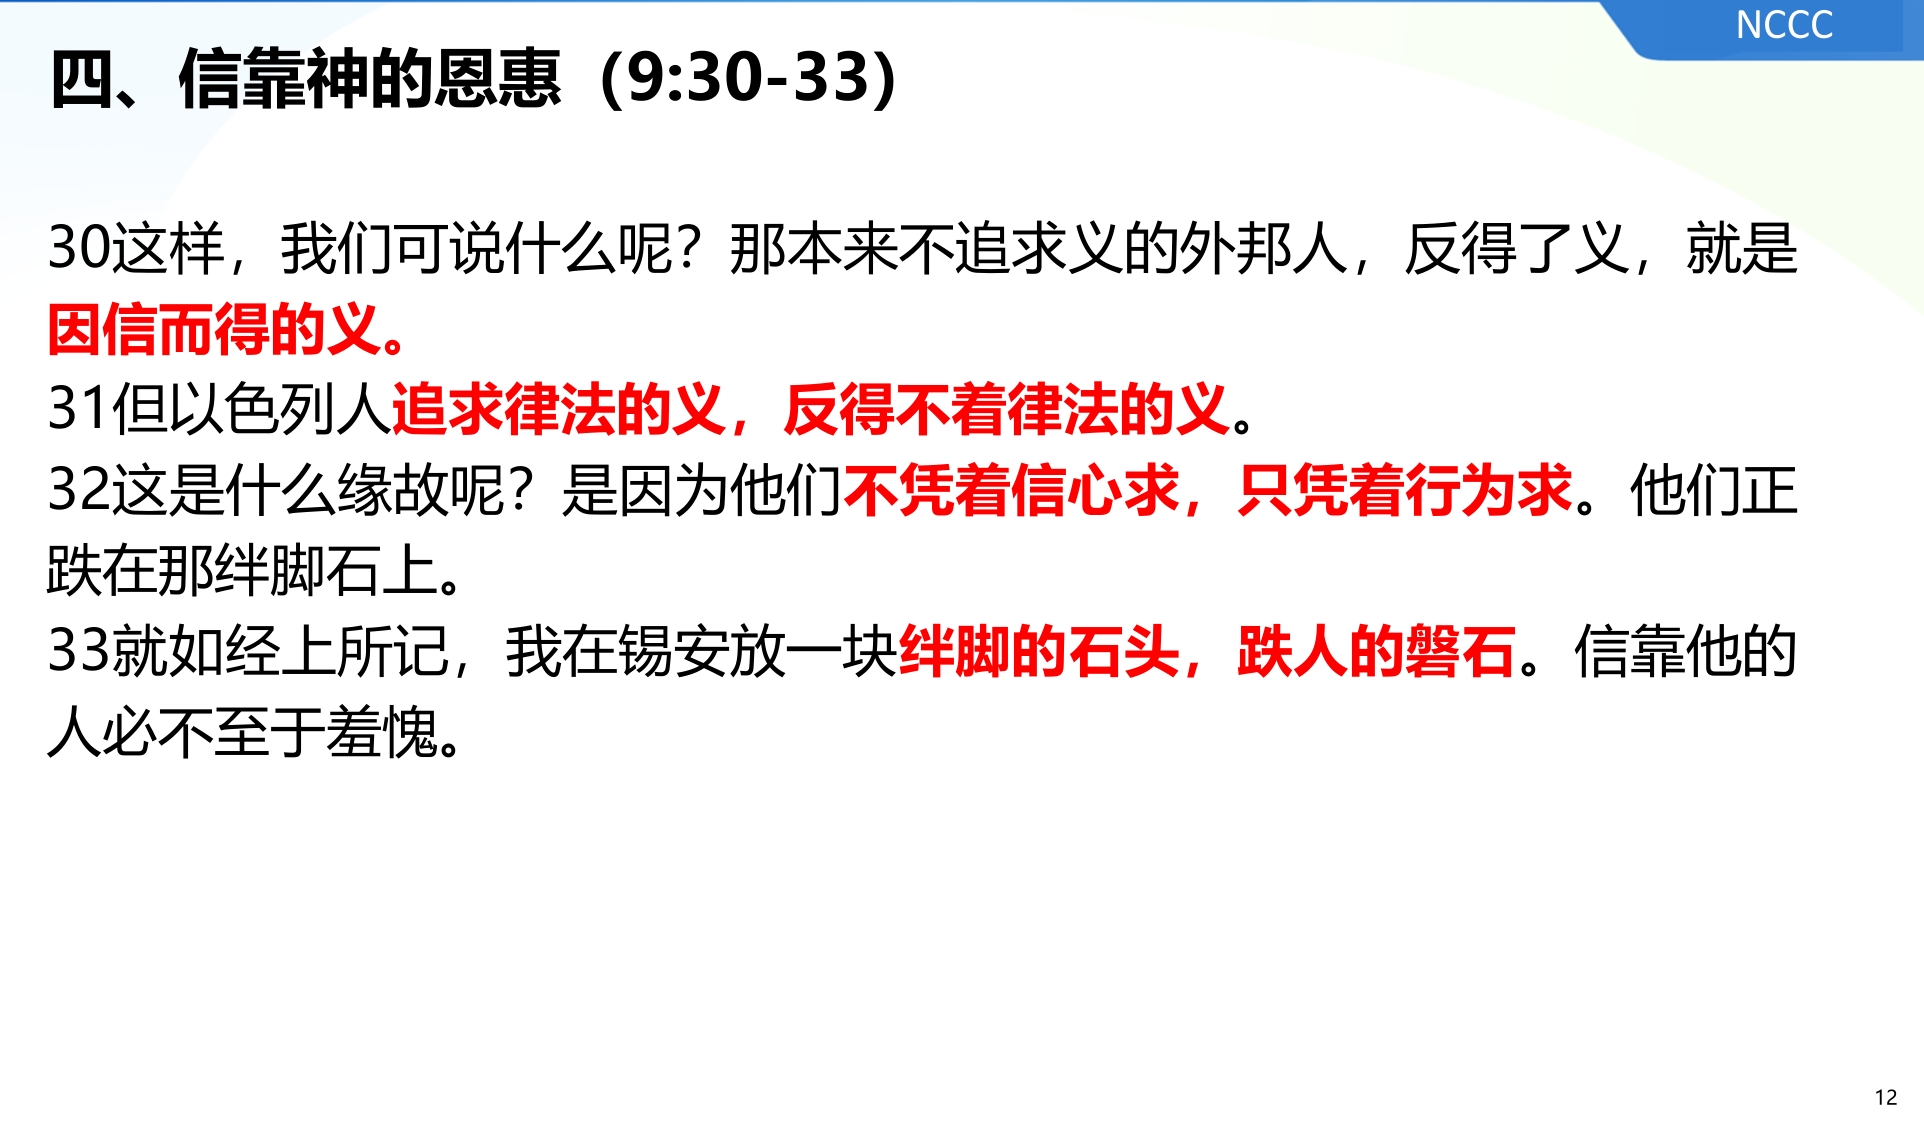 NCCC
四、信靠神的恩惠（9:30-33）
30这样，我们可说什么呢？那本来不追求义的外邦人，反得了义，就是
因信而得的义。
31但以色列人追求律法的义，反得不着律法的义。
32这是什么缘故呢？是因为他们不凭着信心求，只凭着行为求。他们正
跌在那绊脚石上。
33就如经上所记，我在锡安放一块绊脚的石头，跌人的磐石。信靠他的
人必不至于羞愧。
12